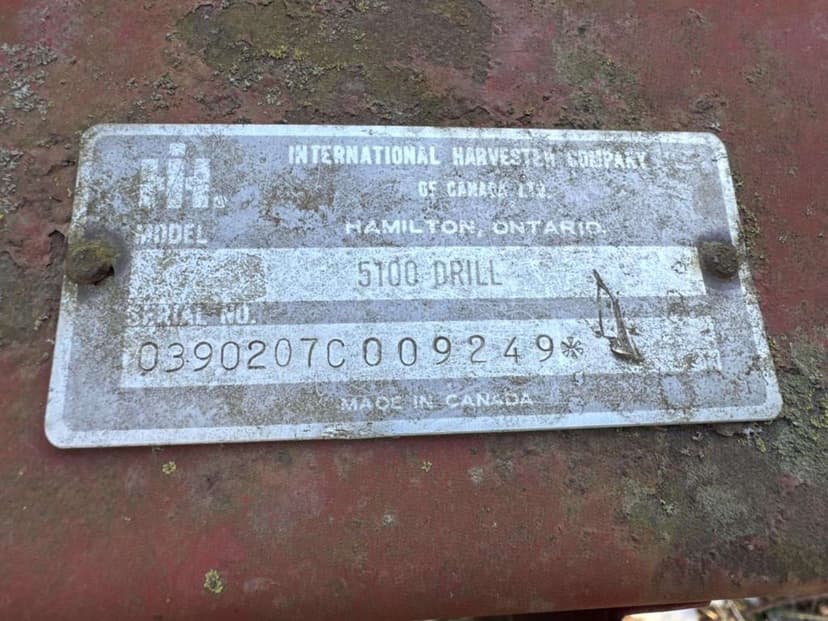 IH®
INTERNATIONAL HARVESTER COMPANY
OF CANADA LTD.
HAMILTON, ONTARIO.
MODEL
5100 DRILL
SERIAL NO.
0390207C009249*
MADE IN CANADA